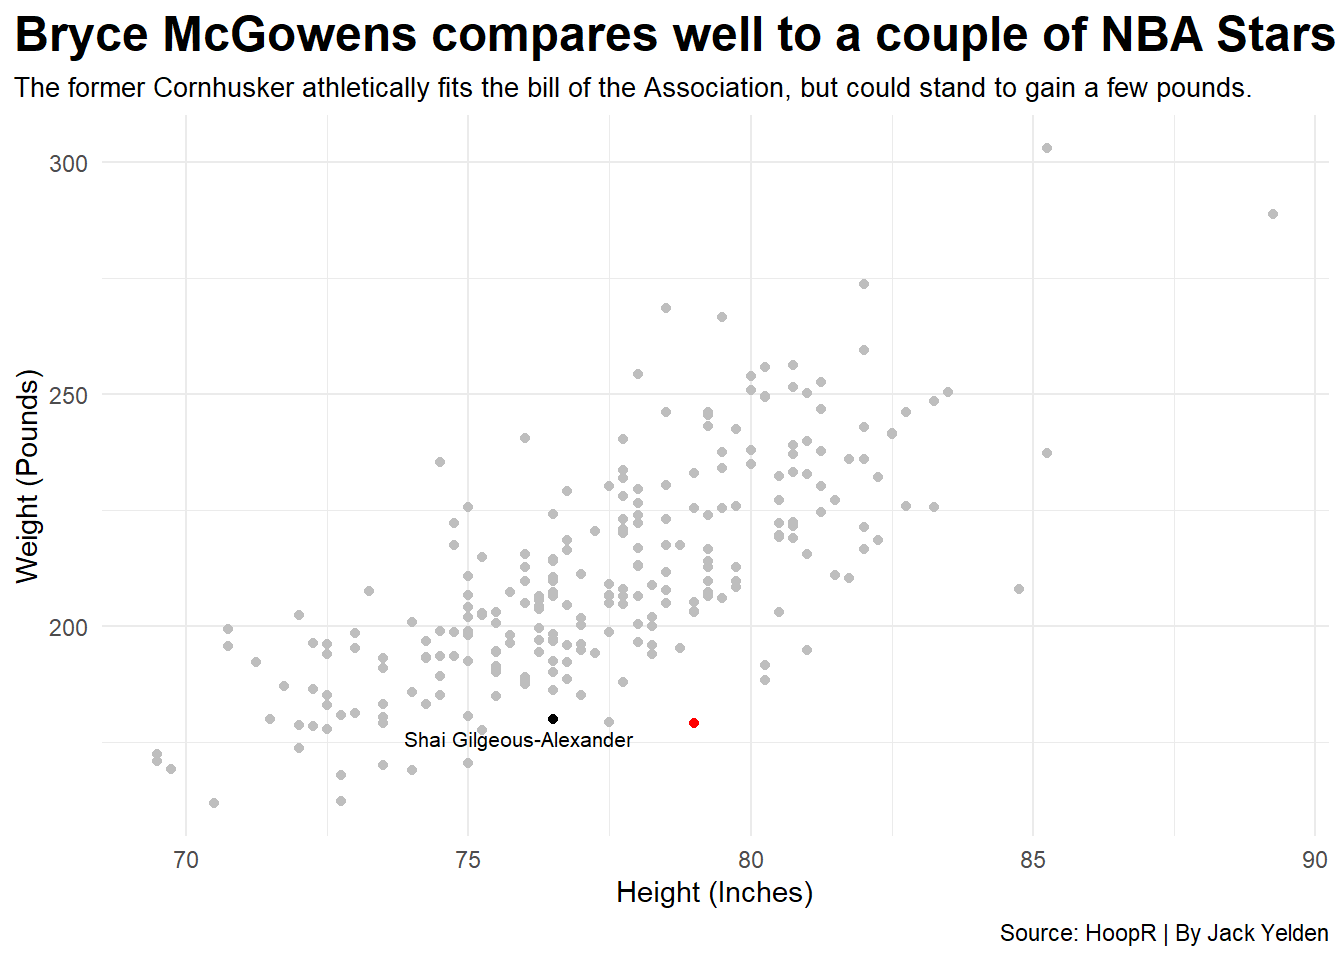 Bryce McGowens compares well to a couple of NBA Stars
The former Cornhusker athletically fits the bill of the Association, but could stand to gain a few pounds.
300
250
200
Weight (Pounds)
Shai Gilgeous-Alexander
70 75 80 85 90
Height (Inches)
Source: HoopR | By Jack Yelden